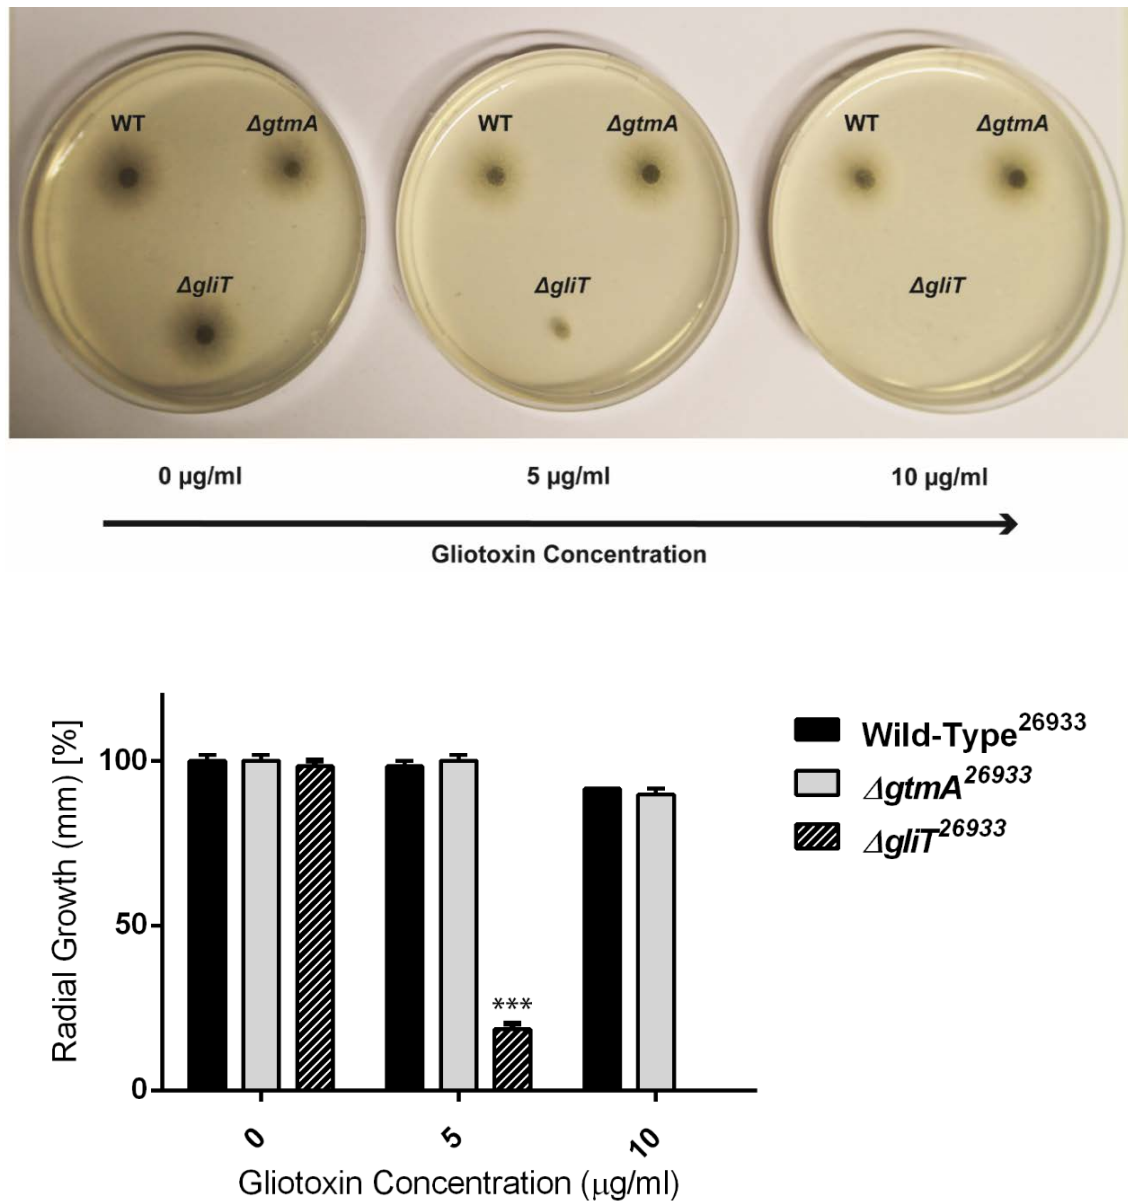 WT ΔgtmA WT ΔgtmA WT ΔgtmA
ΔgliT ΔgliT ΔgliT
0 µg/ml 5 µg/ml 10 µg/ml
Gliotoxin Concentration
Radial Growth (mm) [%]
100
50
0
***
0 5 10
Gliotoxin Concentration (µg/ml)
Wild-Type26933
ΔgtmA26933
ΔgliT26933